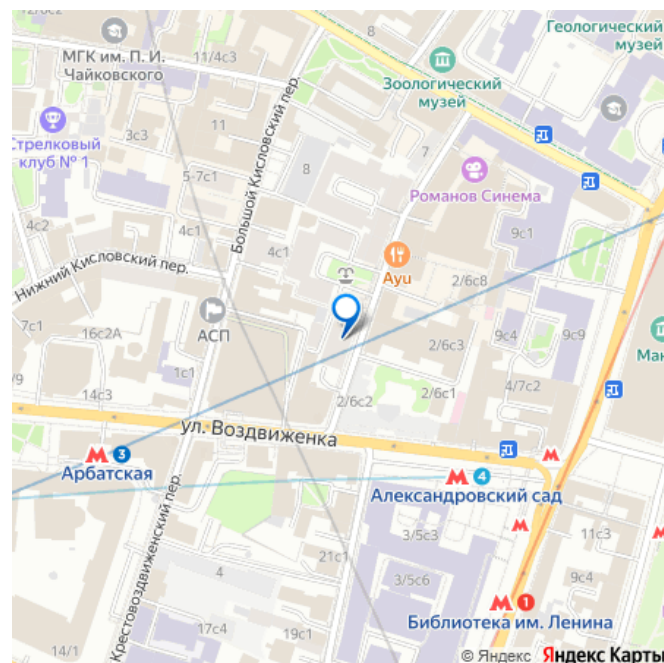 Геологический
музей
МГК им. П. И.
Чайковского
11/4с3
Зоологический
музей
Стрелковый
клуб № 1
3с3
11
Большой Кисловский пер.
8
7
5-7с1
8
Романов Синема
4с2
4с1
9с1
Нижний Кисловский пер.
4с1
Ayu
2/6с8
7с1
16с2А
АСП
2/6с3
9с4
9с9
Ман
/9
1с1
14с3
2/6с2
2/6с1
4/7с2
ул. Воздвиженка
3
Арбатская
4
Александровский сад
Крестовоздвиженский пер.
3/5с3
11с3
21с1
4
3/5с6
9с4
1
Библиотека им. Ленина
17с4
19с1
14/1
© Яндекс Яндекс Карты